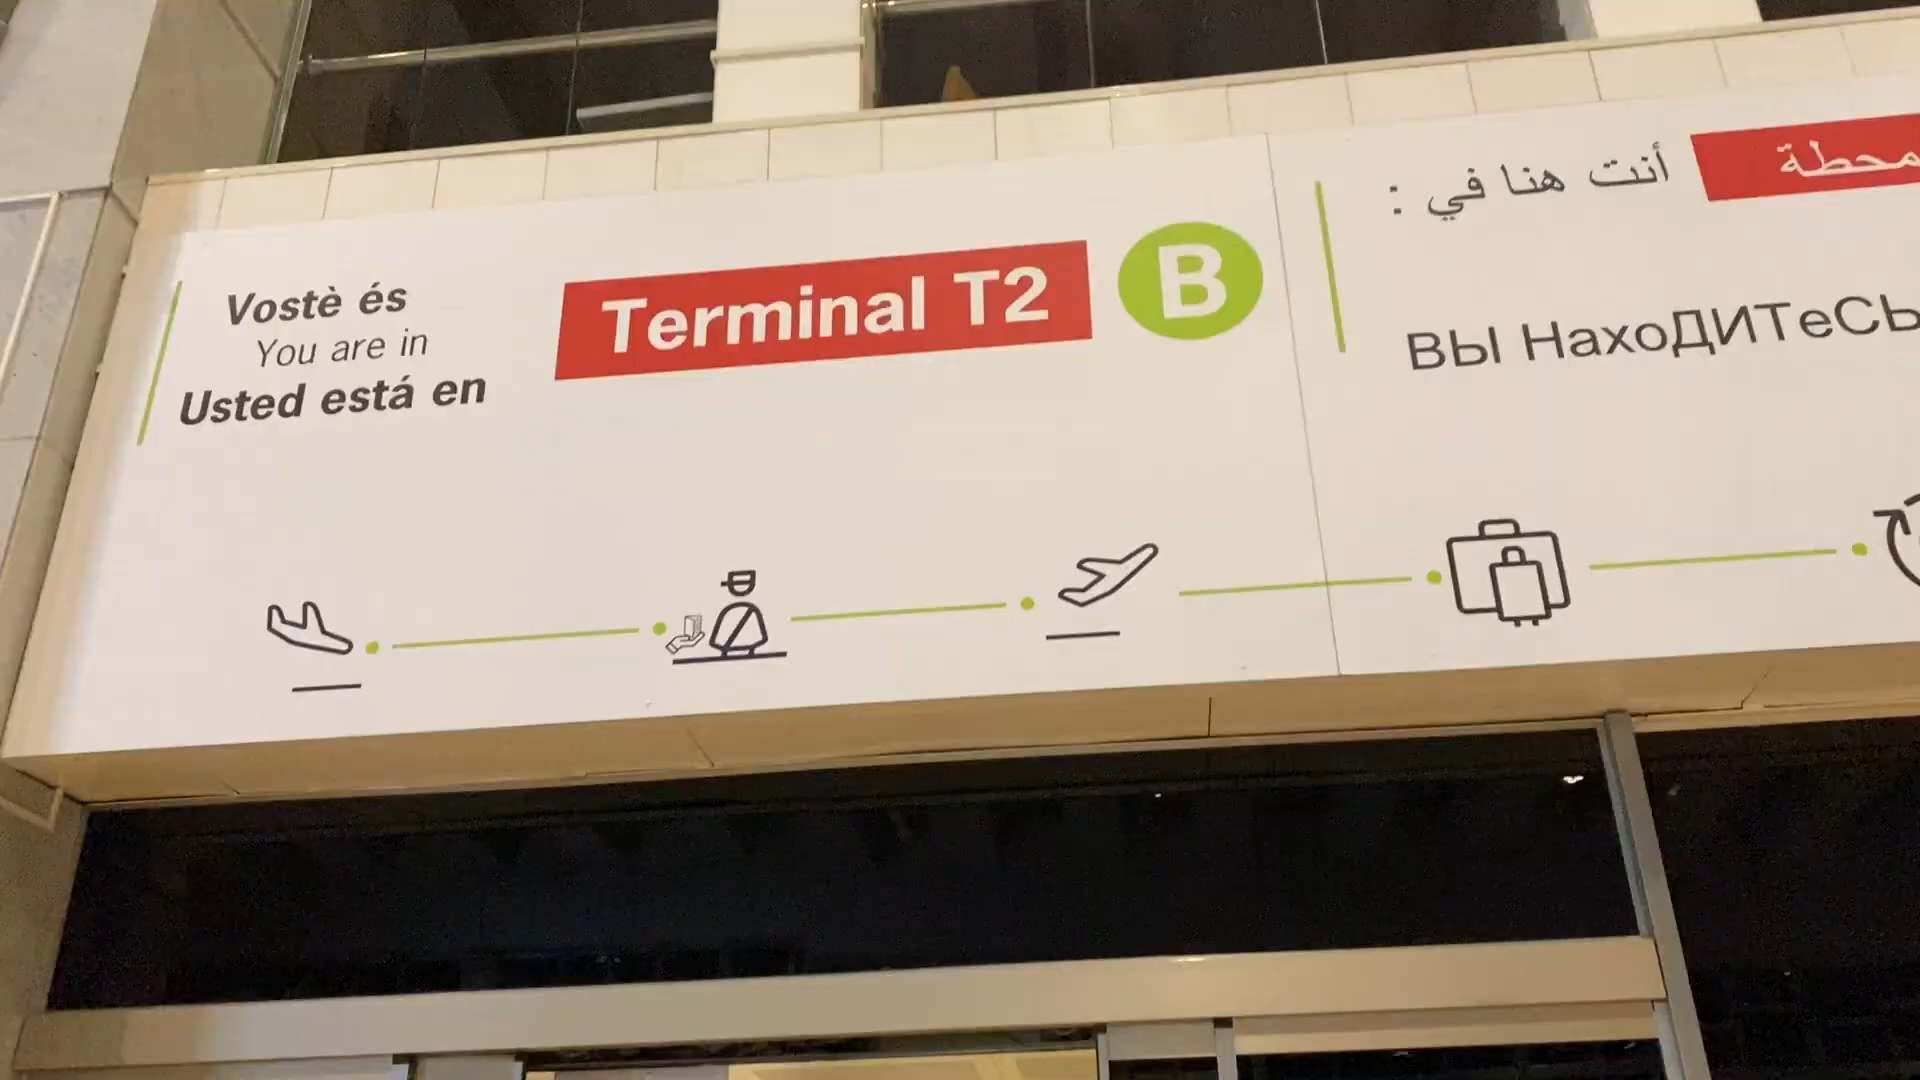 Vostè és
You are in
Usted está en
Terminal T2
B
أنت هنا في :
محطة
ВЫ НахоДИТеСЬ